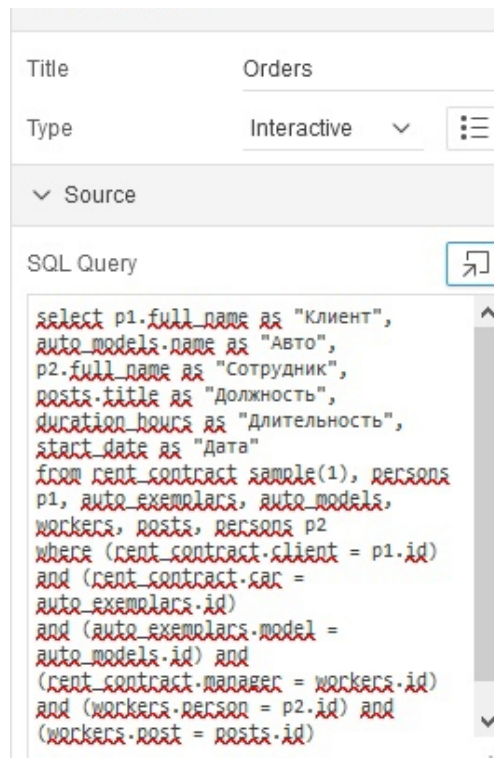 Title Orders
Type Interactive
Source
SQL Query
select p1.full_name as "Клиент",
auto_models.name as "Авто",
p2.full_name as "Сотрудник",
posts.title as "Должность",
duration_hours as "Длительность",
start_date as "Дата"
from rent_contract sample(1), persons
p1, auto_exemplars, auto_models,
workers, posts, persons p2
where (rent_contract.client = p1.id)
and (rent_contract.car =
auto_exemplars.id)
and (auto_exemplars.model =
auto_models.id) and
(rent_contract.manager = workers.id)
and (workers.person = p2.id) and
(workers.post = posts.id)